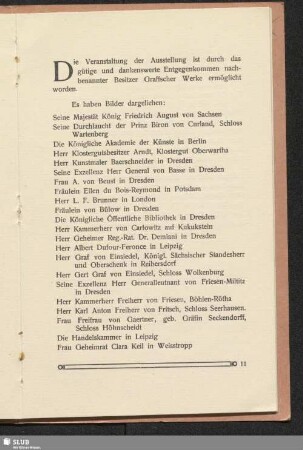 Die Veranstaltung der Ausstellung ist durch das
gütige und dankenswerte Entgegenkommen nach-
benannter Besitzer Graffscher Werke ermöglicht
worden.
Es haben Bilder dargeliehen:
Seine Majestät König Friedrich August von Sachsen
Seine Durchlaucht der Prinz Biron von Curland, Schloss
Wartenberg
Die Königliche Akademie der Künste in Berlin
Herr Klostergutsbesitzer Arndt, Klostergut Oberwartha
Herr Kunstmaler Baerschneider in Dresden
Seine Exzellenz Herr General von Basse in Dresden
Frau A. von Beust in Dresden
Fräulein Ellen du Bois-Reymond in Potsdam
Herr L. F. Brunner in London
Fräulein von Bülow in Dresden
Die Königliche Öffentliche Bibliothek in Dresden
Herr Kammerherr von Carlowitz auf Kukukstein
Herr Geheimer Reg.-Rat Dr. Demiani in Dresden
Herr Albert Dufour-Feronce in Leipzig
Herr Graf von Einsiedel, Königl. Sächsischer Standesherr
und Oberschenk in Reibersdorf
Herr Gert Graf von Einsiedel, Schloss Wolkenburg
Seine Exzellenz Herr Generalleutnant von Friesen-Miltitz
in Dresden
Herr Kammerherr Freiherr von Friesen, Böhlen-Rötha
Herr Karl Anton Freiherr von Fritsch, Schloss Seerhausen.
Frau Freifrau von Gaertner, geb. Gräfin Seckendorff,
Schloss Höhnscheidt
Die Handelskammer in Leipzig
Frau Geheimrat Clara Keil in Weistropp
11
SLUB
Wir führen Wissen.